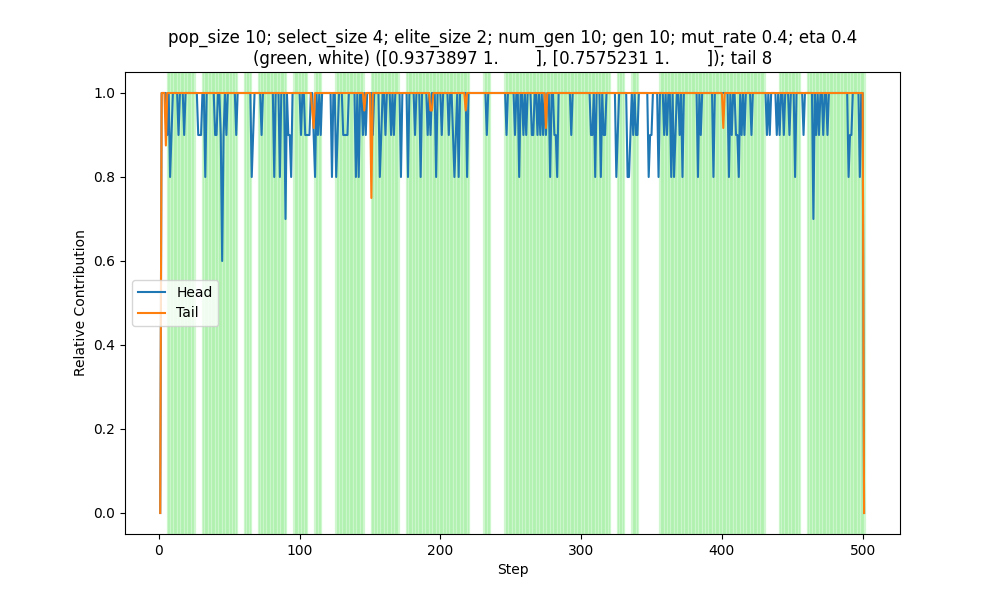 pop_size 10; select_size 4; elite_size 2; num_gen 10; gen 10; mut_rate 0.4; eta 0.4
(green, white) ([0.9373897 1.       ], [0.7575231 1.       ]); tail 8
1.0
0.8
0.6
0.4
0.2
0.0
Relative Contribution
Head
Tail
0 100 200 300 400 500
Step